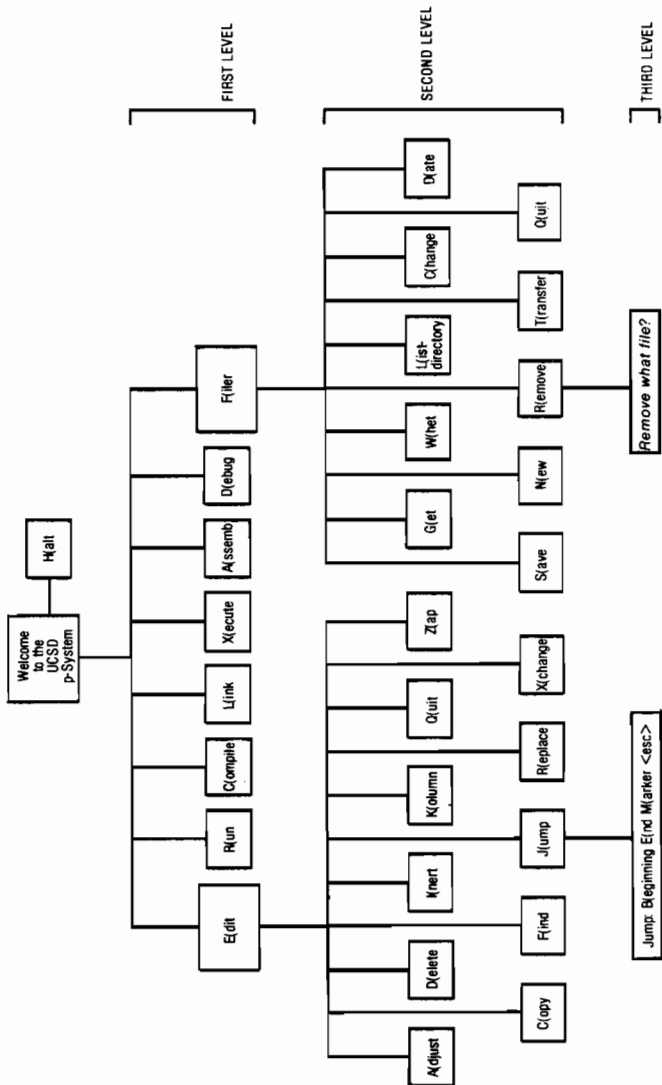 Welcome
to the
UCSD
p-System
H(alt
FIRST LEVEL
E(dit
R(un
C(ompile
L(ink
X(ecute
A(ssemb
D(ebug
F(iler
SECOND LEVEL
A(djust
D(elete
I(nert
K(olumn
Q(uit
Z(ap
C(opy
F(ind
J(ump
R(eplace
X(change
G(et
W(het
L(ist-
directory
C(hange
D(ate
S(ave
N(ew
R(emove
T(ransfer
Q(uit
THIRD LEVEL
Jump: B(eginning E(nd M(arker <esc>
Remove what file?